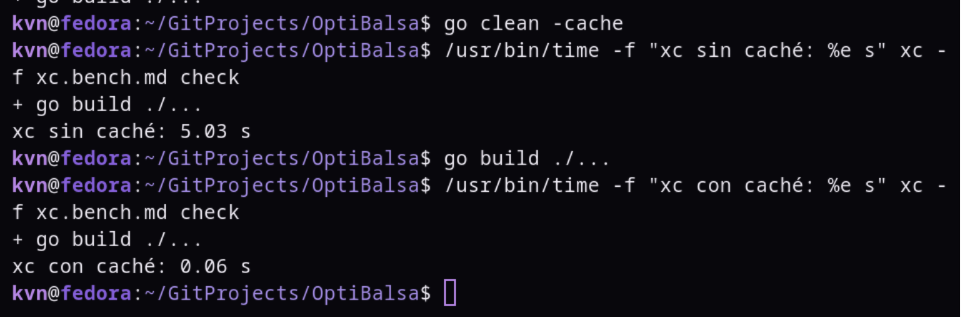 + go build ./...
kvn@fedora:~/GitProjects/OptiBalsa$ go clean -cache
kvn@fedora:~/GitProjects/OptiBalsa$ /usr/bin/time -f "xc sin caché: %e s" xc -
f xc.bench.md check
+ go build ./...
xc sin caché: 5.03 s
kvn@fedora:~/GitProjects/OptiBalsa$ go build ./...
kvn@fedora:~/GitProjects/OptiBalsa$ /usr/bin/time -f "xc con caché: %e s" xc -
f xc.bench.md check
+ go build ./...
xc con caché: 0.06 s
kvn@fedora:~/GitProjects/OptiBalsa$